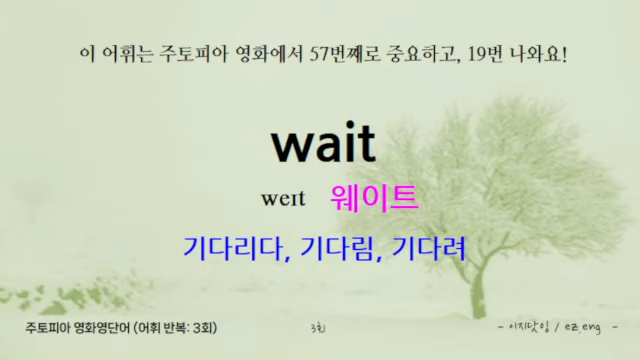 이 어휘는 주토피아 영화에서 57번째로 중요하고, 19번 나와요!
wait
weɪt 웨이트
기다리다, 기다림, 기다려
주토피아 영화영단어 (어휘 반복: 3회) 3회 - 이지닷잉 / ez.eng -